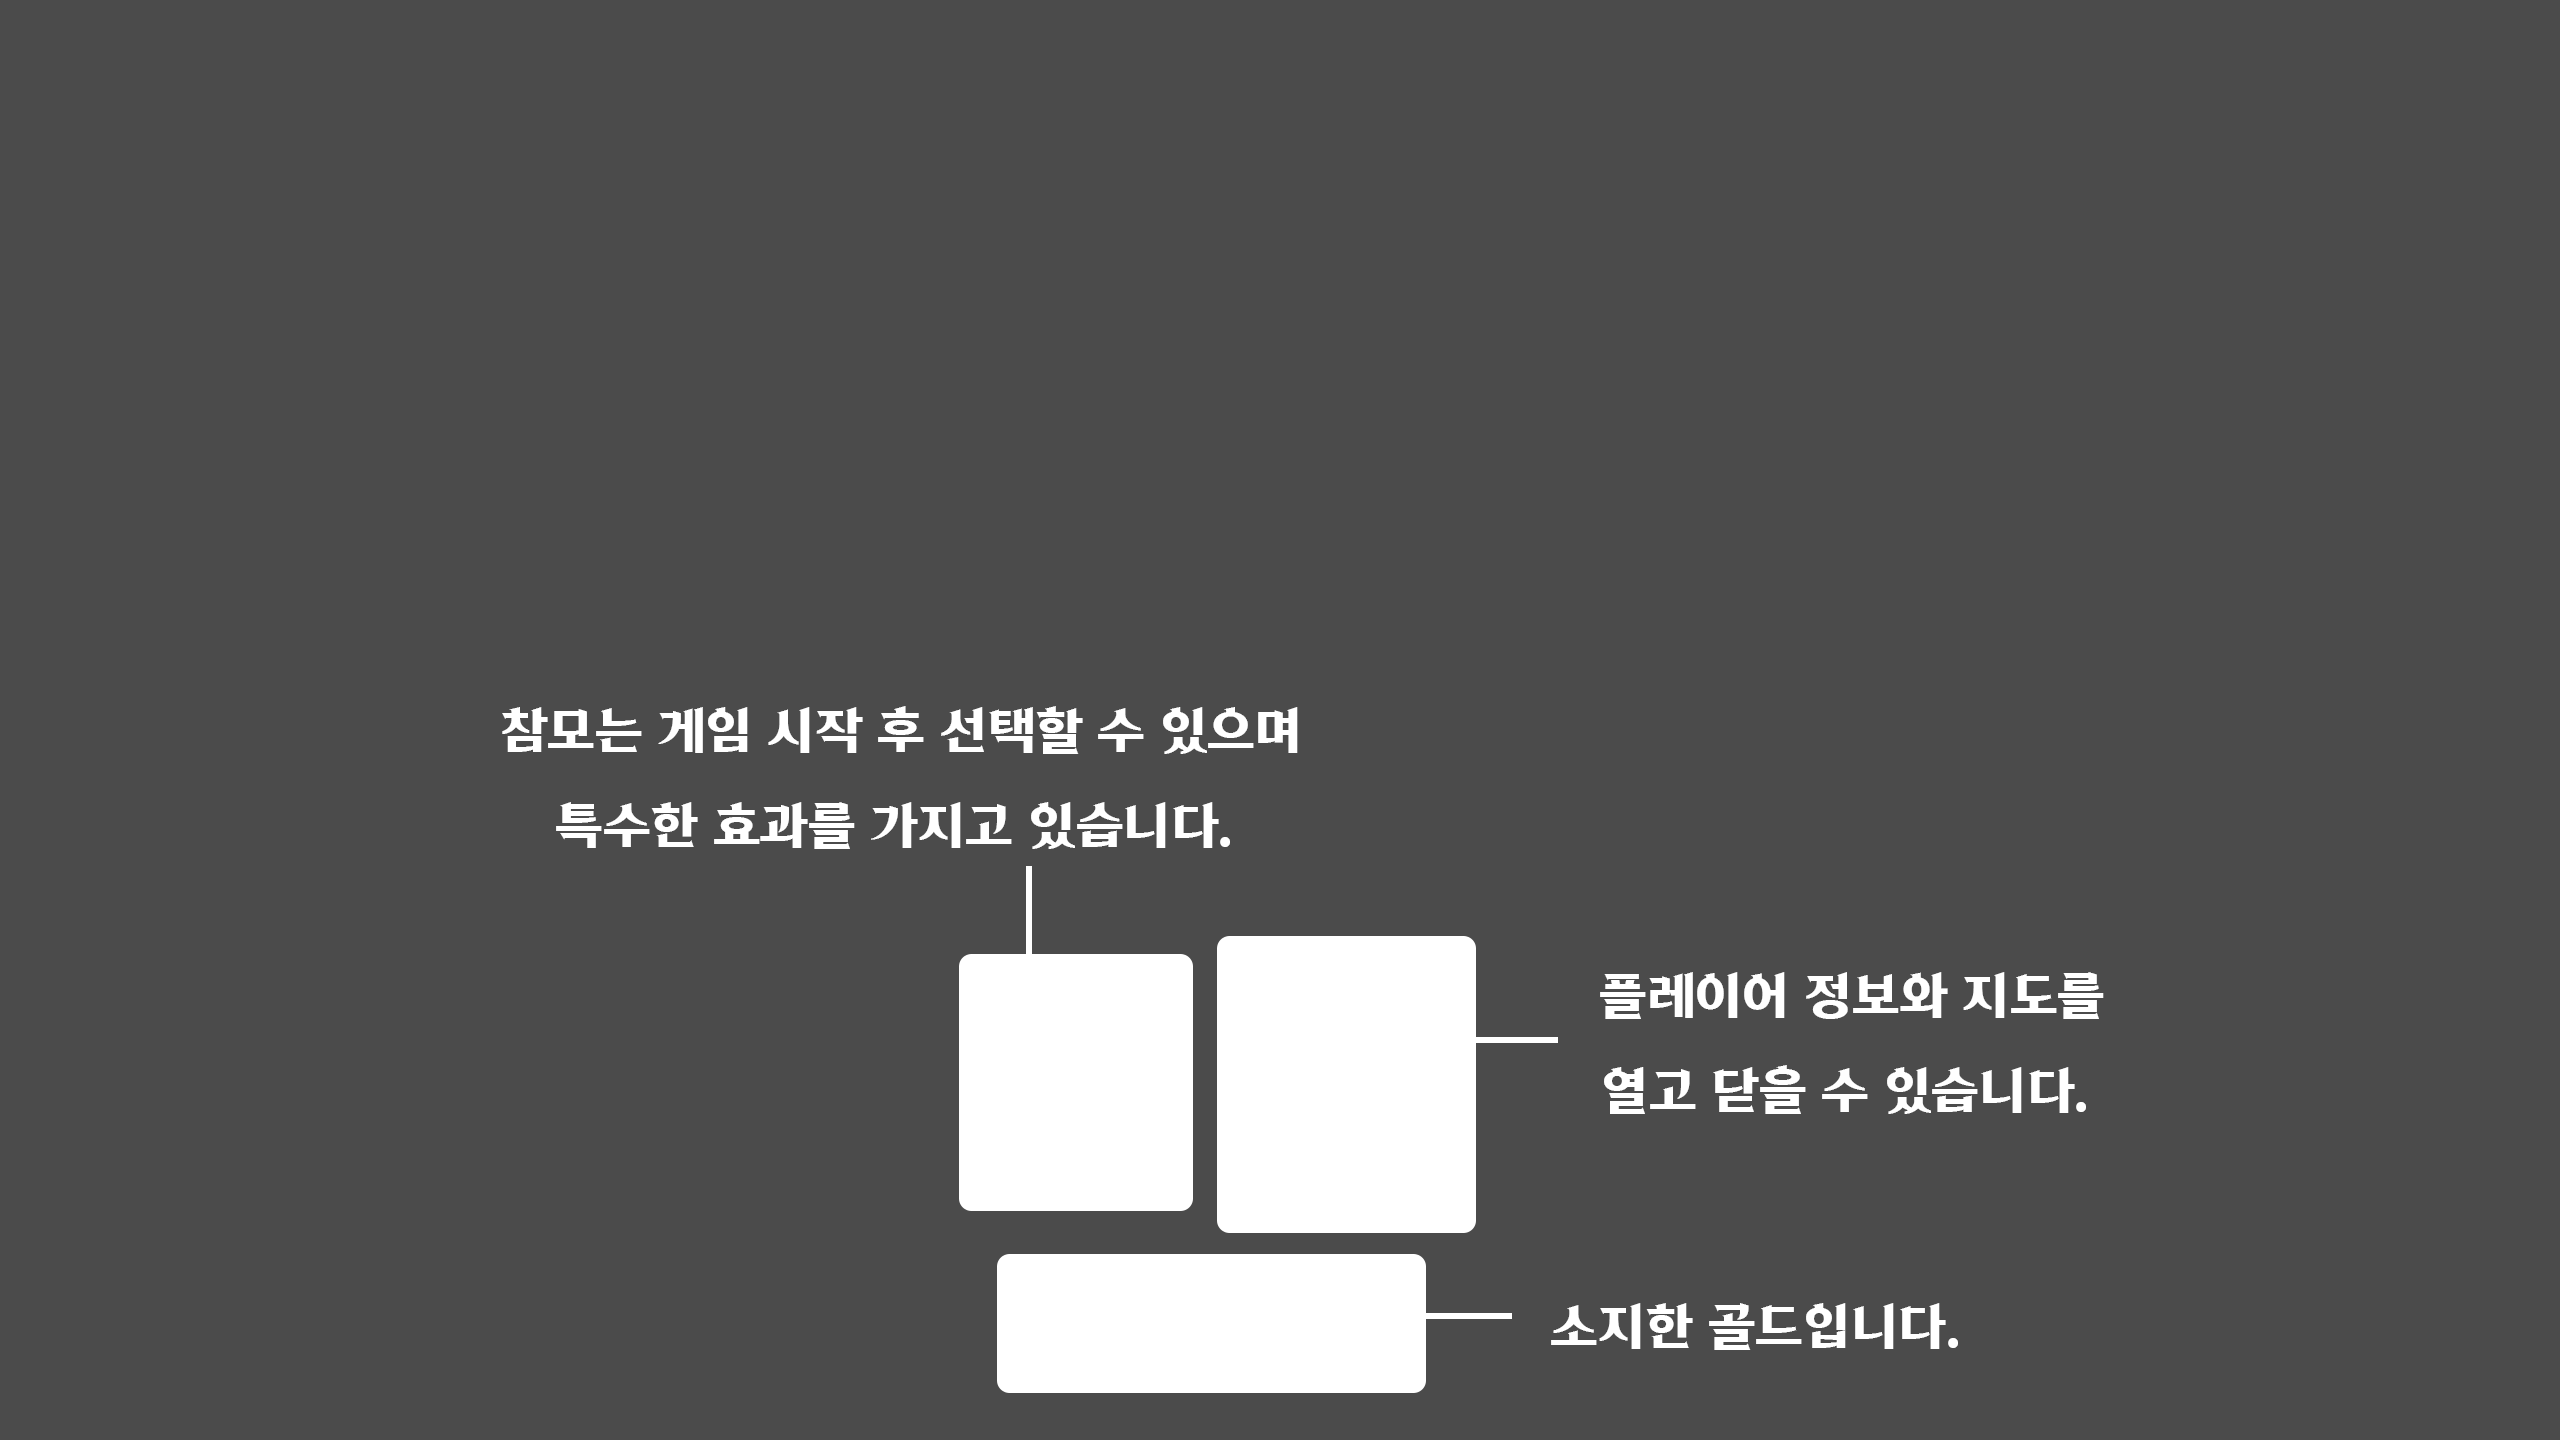 참모는 게임 시작 후 선택할 수 있으며
특수한 효과를 가지고 있습니다.
플레이어 정보와 지도를
열고 닫을 수 있습니다.
소지한 골드입니다.